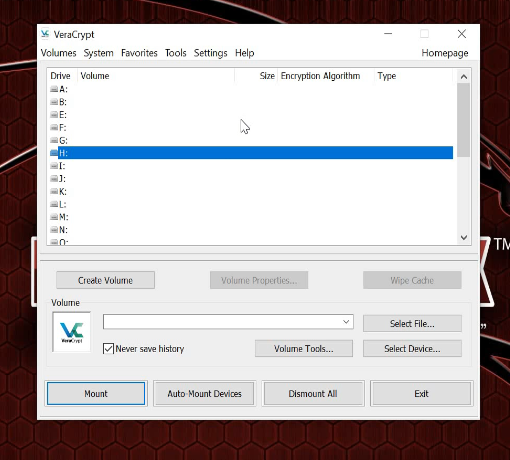 VeraCrypt
Volumes System Favorites Tools Settings Help Homepage
Drive Volume Size Encryption Algorithm Type
A:
B:
E:
F:
G:
H:
I:
J:
K:
L:
M:
N:
O:
TM
Create Volume Volume Properties... Wipe Cache
Volume
VeraCrypt
Select File...
Never save history Volume Tools... Select Device...
Mount Auto-Mount Devices Dismount All Exit